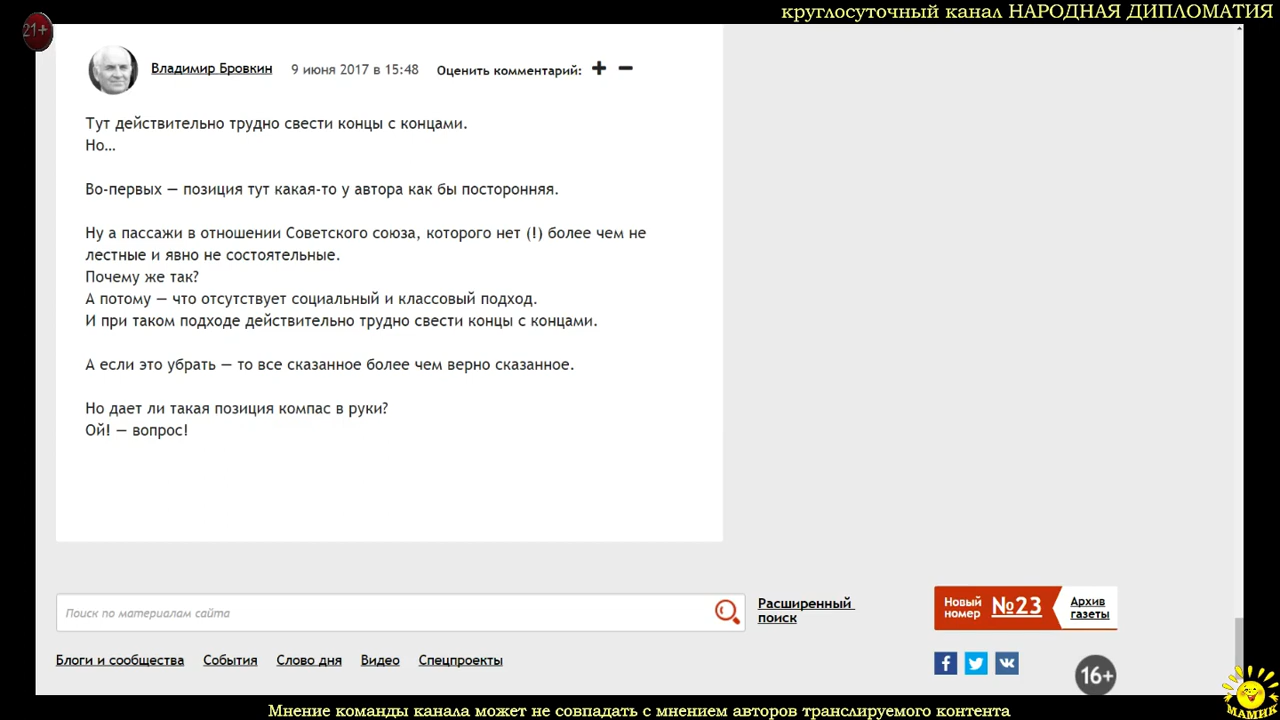 круглосуточный канал НАРОДНАЯ ДИПЛОМАТИЯ
21+
Владимир Бровкин 9 июня 2017 в 15:48 Оценить комментарий: + −
Тут действительно трудно свести концы с концами.
Но...
Во-первых — позиция тут какая-то у автора как бы посторонняя.
Ну а пассажи в отношении Советского союза, которого нет (!) более чем не
лестные и явно не состоятельные.
Почему же так?
А потому — что отсутствует социальный и классовый подход.
И при таком подходе действительно трудно свести концы с концами.
А если это убрать — то все сказанное более чем верно сказанное.
Но дает ли такая позиция компас в руки?
Ой! — вопрос!
Поиск по материалам сайта
Расширенный
поиск
Новый
номер
№23
Архив
газеты
Блоги и сообщества События Слово дня Видео Спецпроекты
16+
МАМИК
Мнение команды канала может не совпадать с мнением авторов транслируемого контента